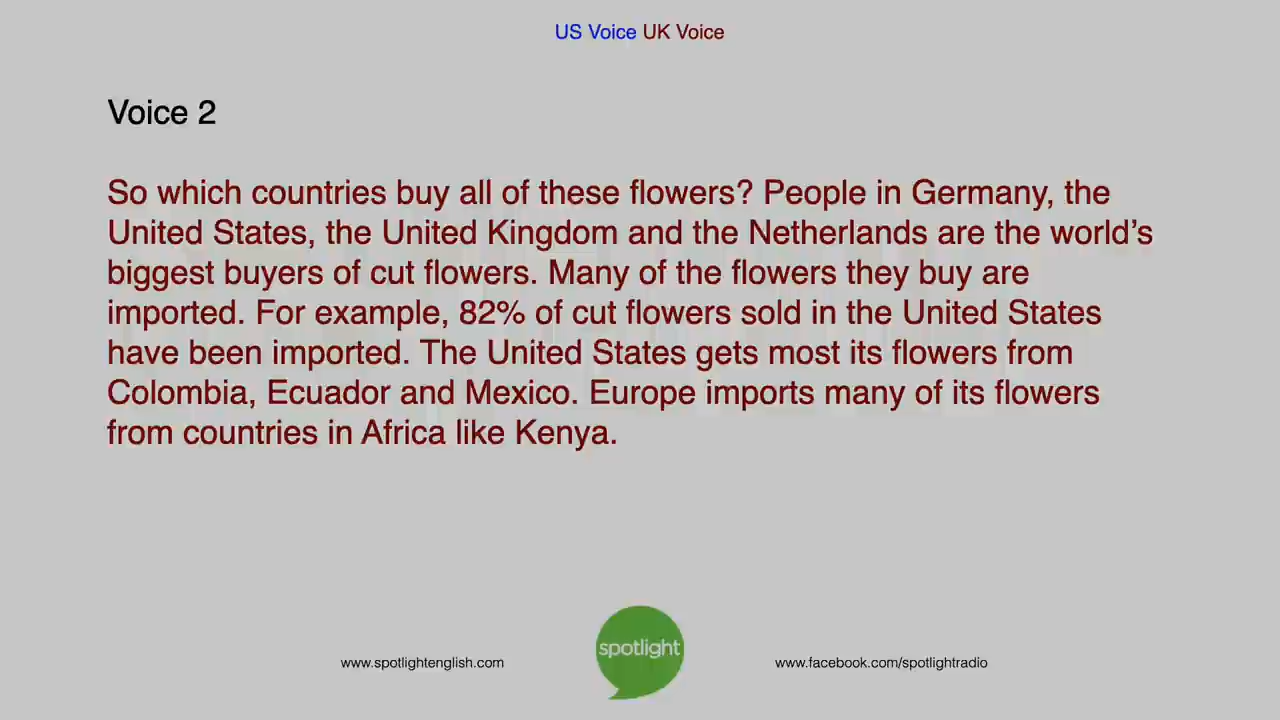 US Voice UK Voice
Voice 2
So which countries buy all of these flowers? People in Germany, the
United States, the United Kingdom and the Netherlands are the world’s
biggest buyers of cut flowers. Many of the flowers they buy are
imported. For example, 82% of cut flowers sold in the United States
have been imported. The United States gets most its flowers from
Colombia, Ecuador and Mexico. Europe imports many of its flowers
from countries in Africa like Kenya.
spotlight
www.spotlightenglish.com
www.facebook.com/spotlightradio